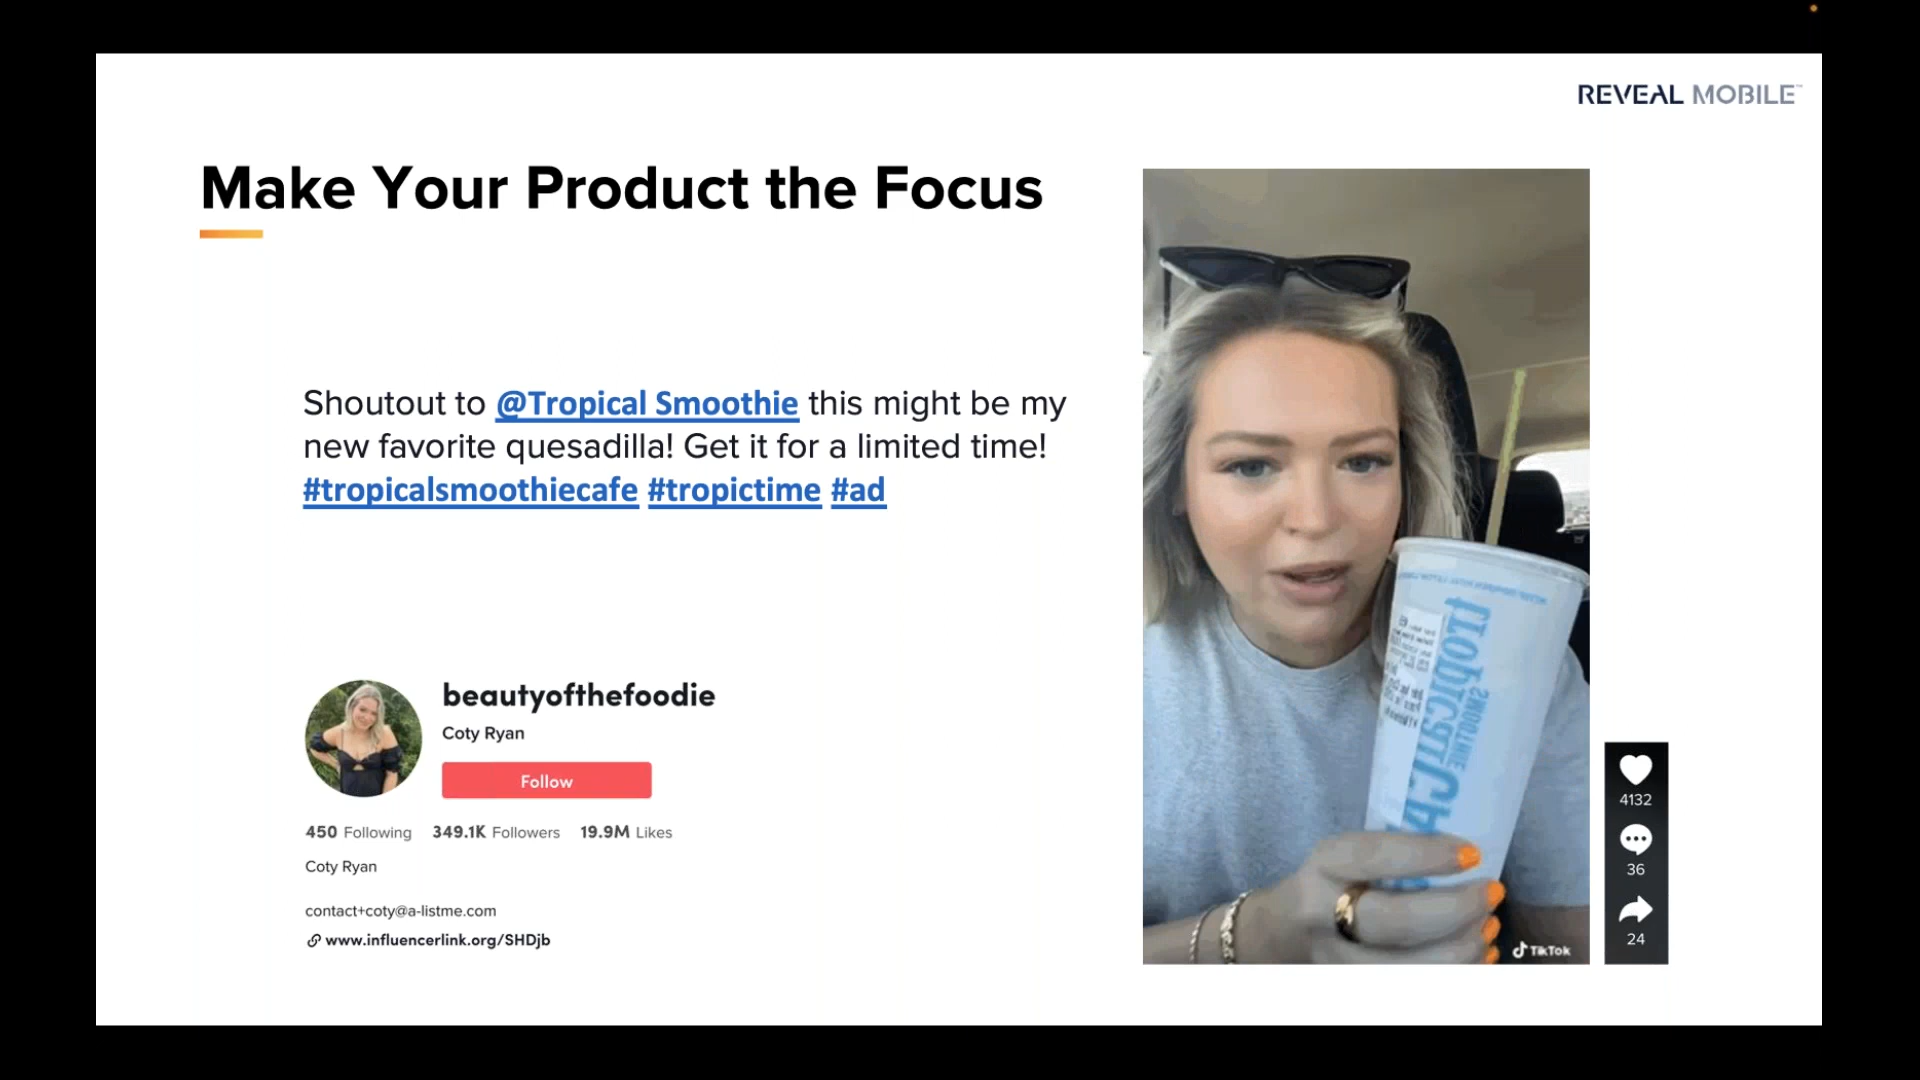 REVEAL MOBILE™
Make Your Product the Focus
Shoutout to @Tropical Smoothie this might be my
new favorite quesadilla! Get it for a limited time!
#tropicalsmoothiecafe #tropictime #ad
beautyofthefoodie
Coty Ryan
Follow
450 Following 349.1K Followers 19.9M Likes
Coty Ryan
contact+coty@a-listme.com
www.influencerlink.org/SHDjb
tropical
SMOOTHIE
TikTok
4132
36
24